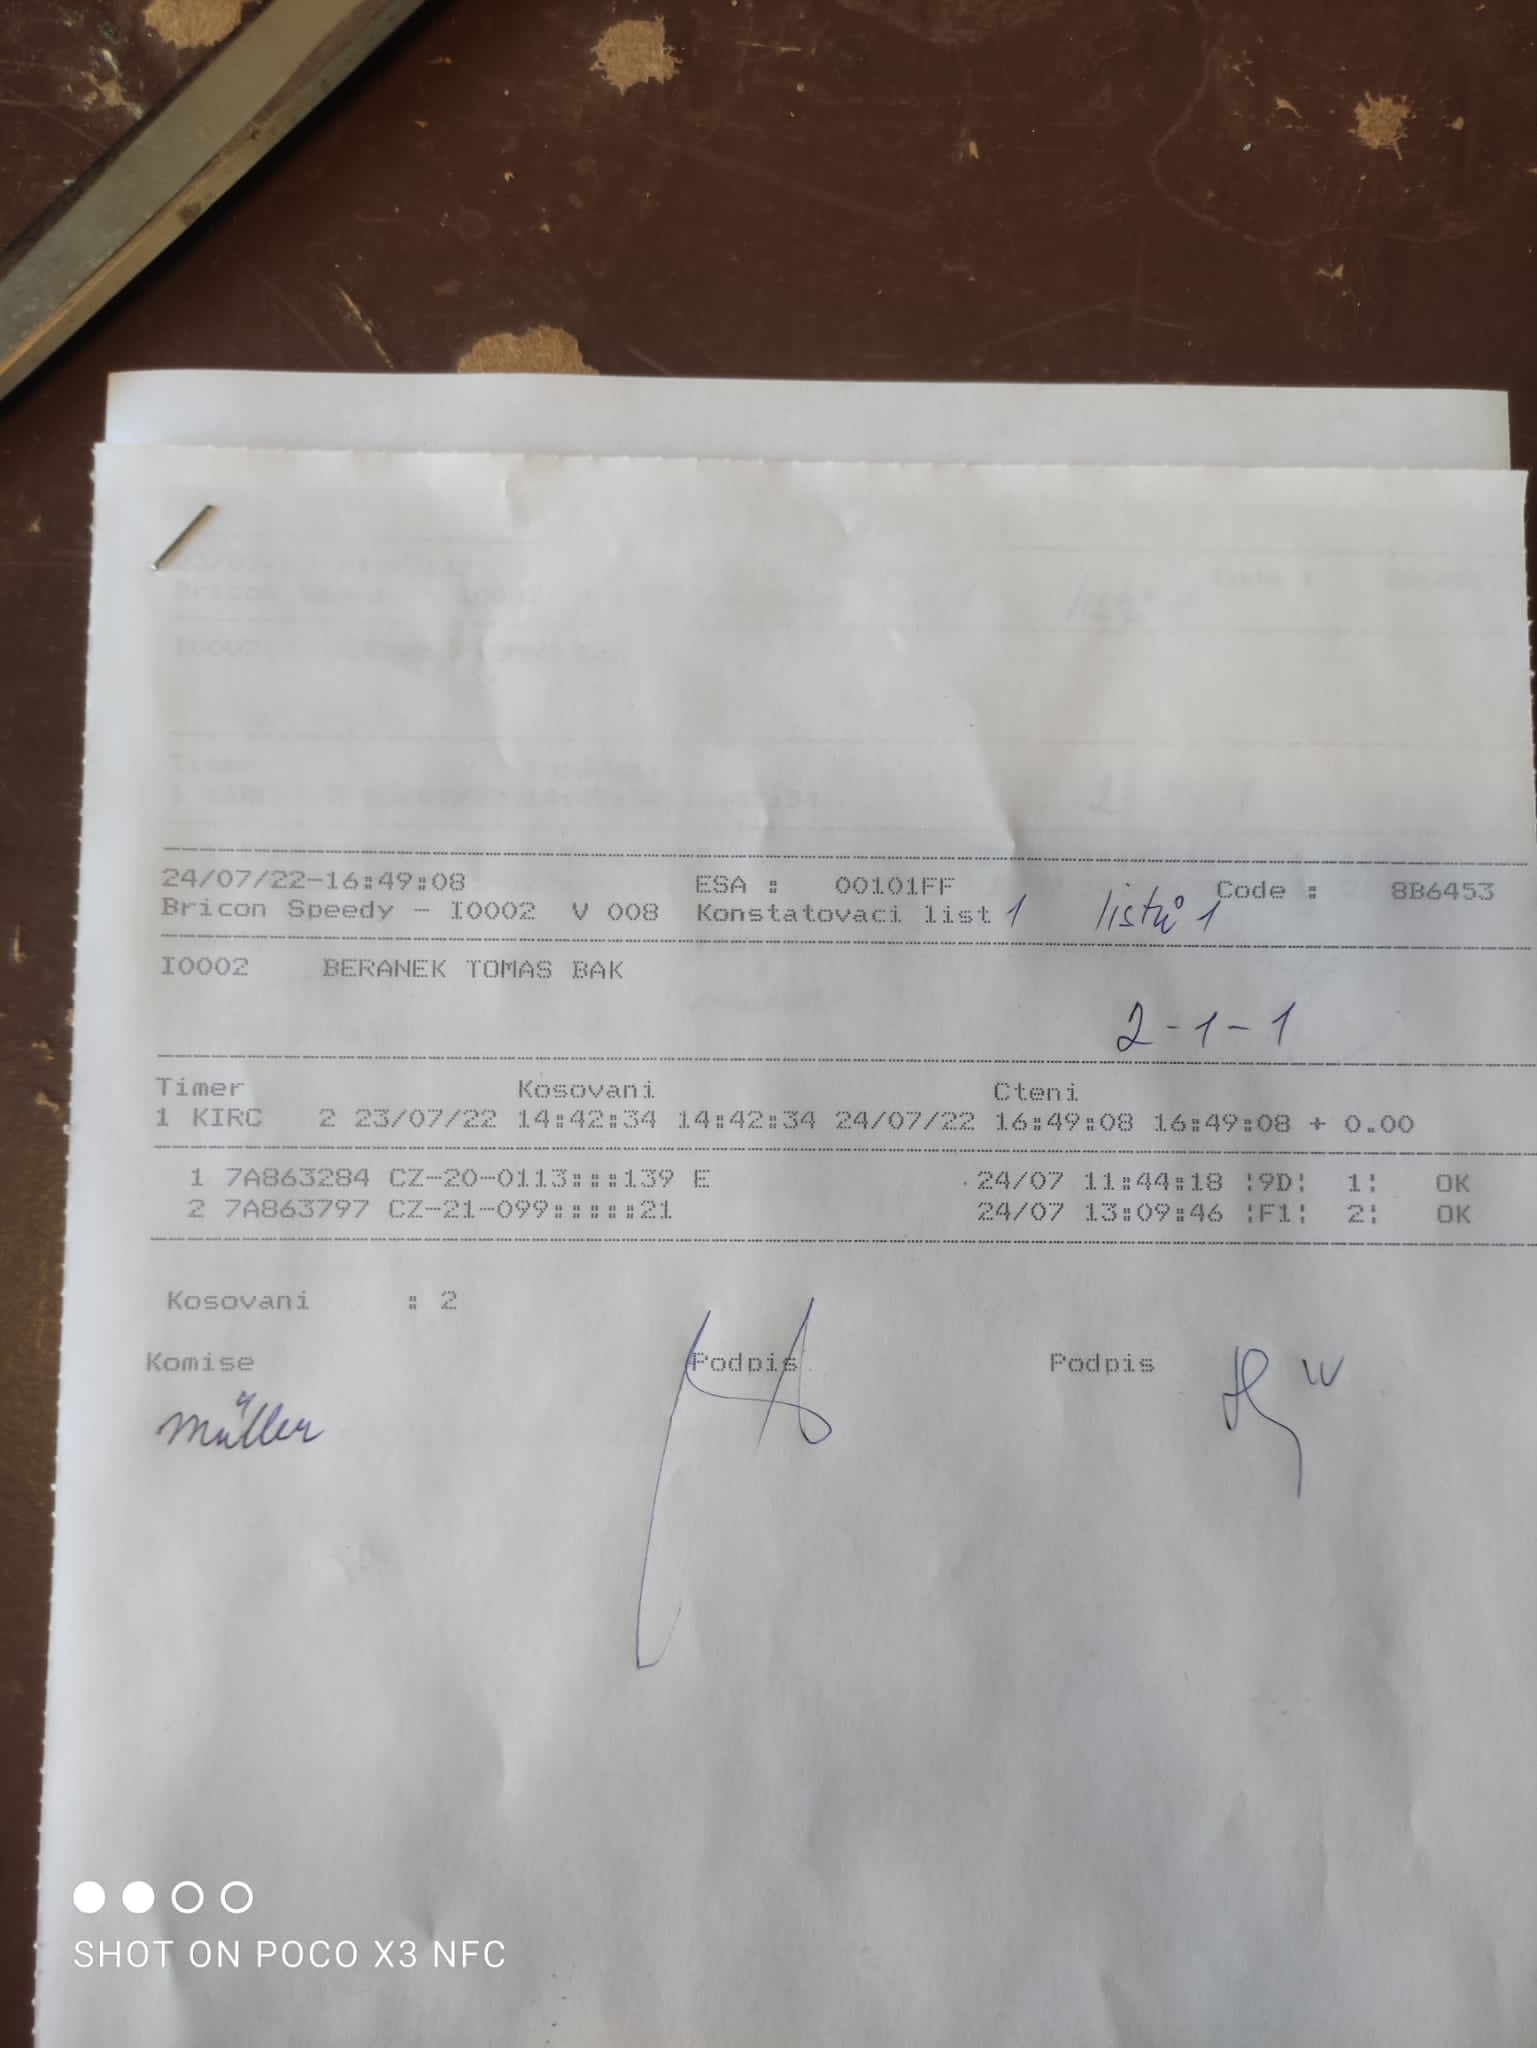 24/07/22-16:49:08 ESA : 00101FF Code : 8B6453
Bricon Speedy - I0002 V 008 Konstatovaci list 1 listů 1
I0002 BERANEK TOMAS BAK
2-1-1
Timer Kosovani Cteni
1 KIRC 2 23/07/22 14:42:34 14:42:34 24/07/22 16:49:08 16:49:08 + 0.00
1 7A863284 CZ-20-0113:::139 E 24/07 11:44:18 ¦9D¦ 1¦ OK
2 7A863797 CZ-21-099:::::21 24/07 13:09:46 ¦F1¦ 2¦ OK
Kosovani : 2
Komise Podpis Podpis
Müller
SHOT ON POCO X3 NFC